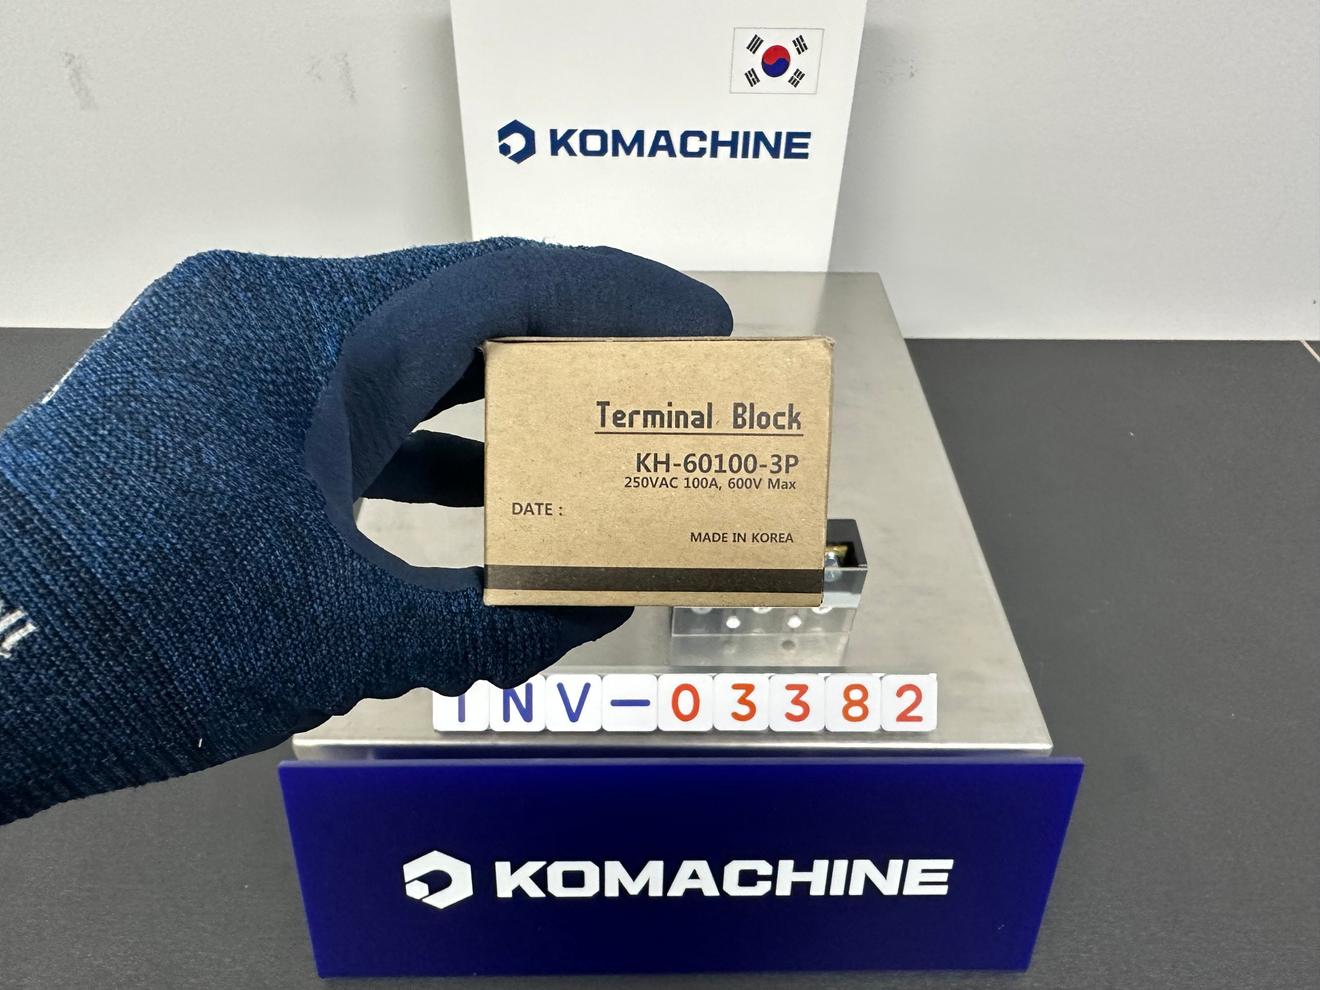 KOMACHINE
Terminal Block
KH-60100-3P
250VAC 100A, 600V Max
DATE :
MADE IN KOREA
INV-03382
KOMACHINE